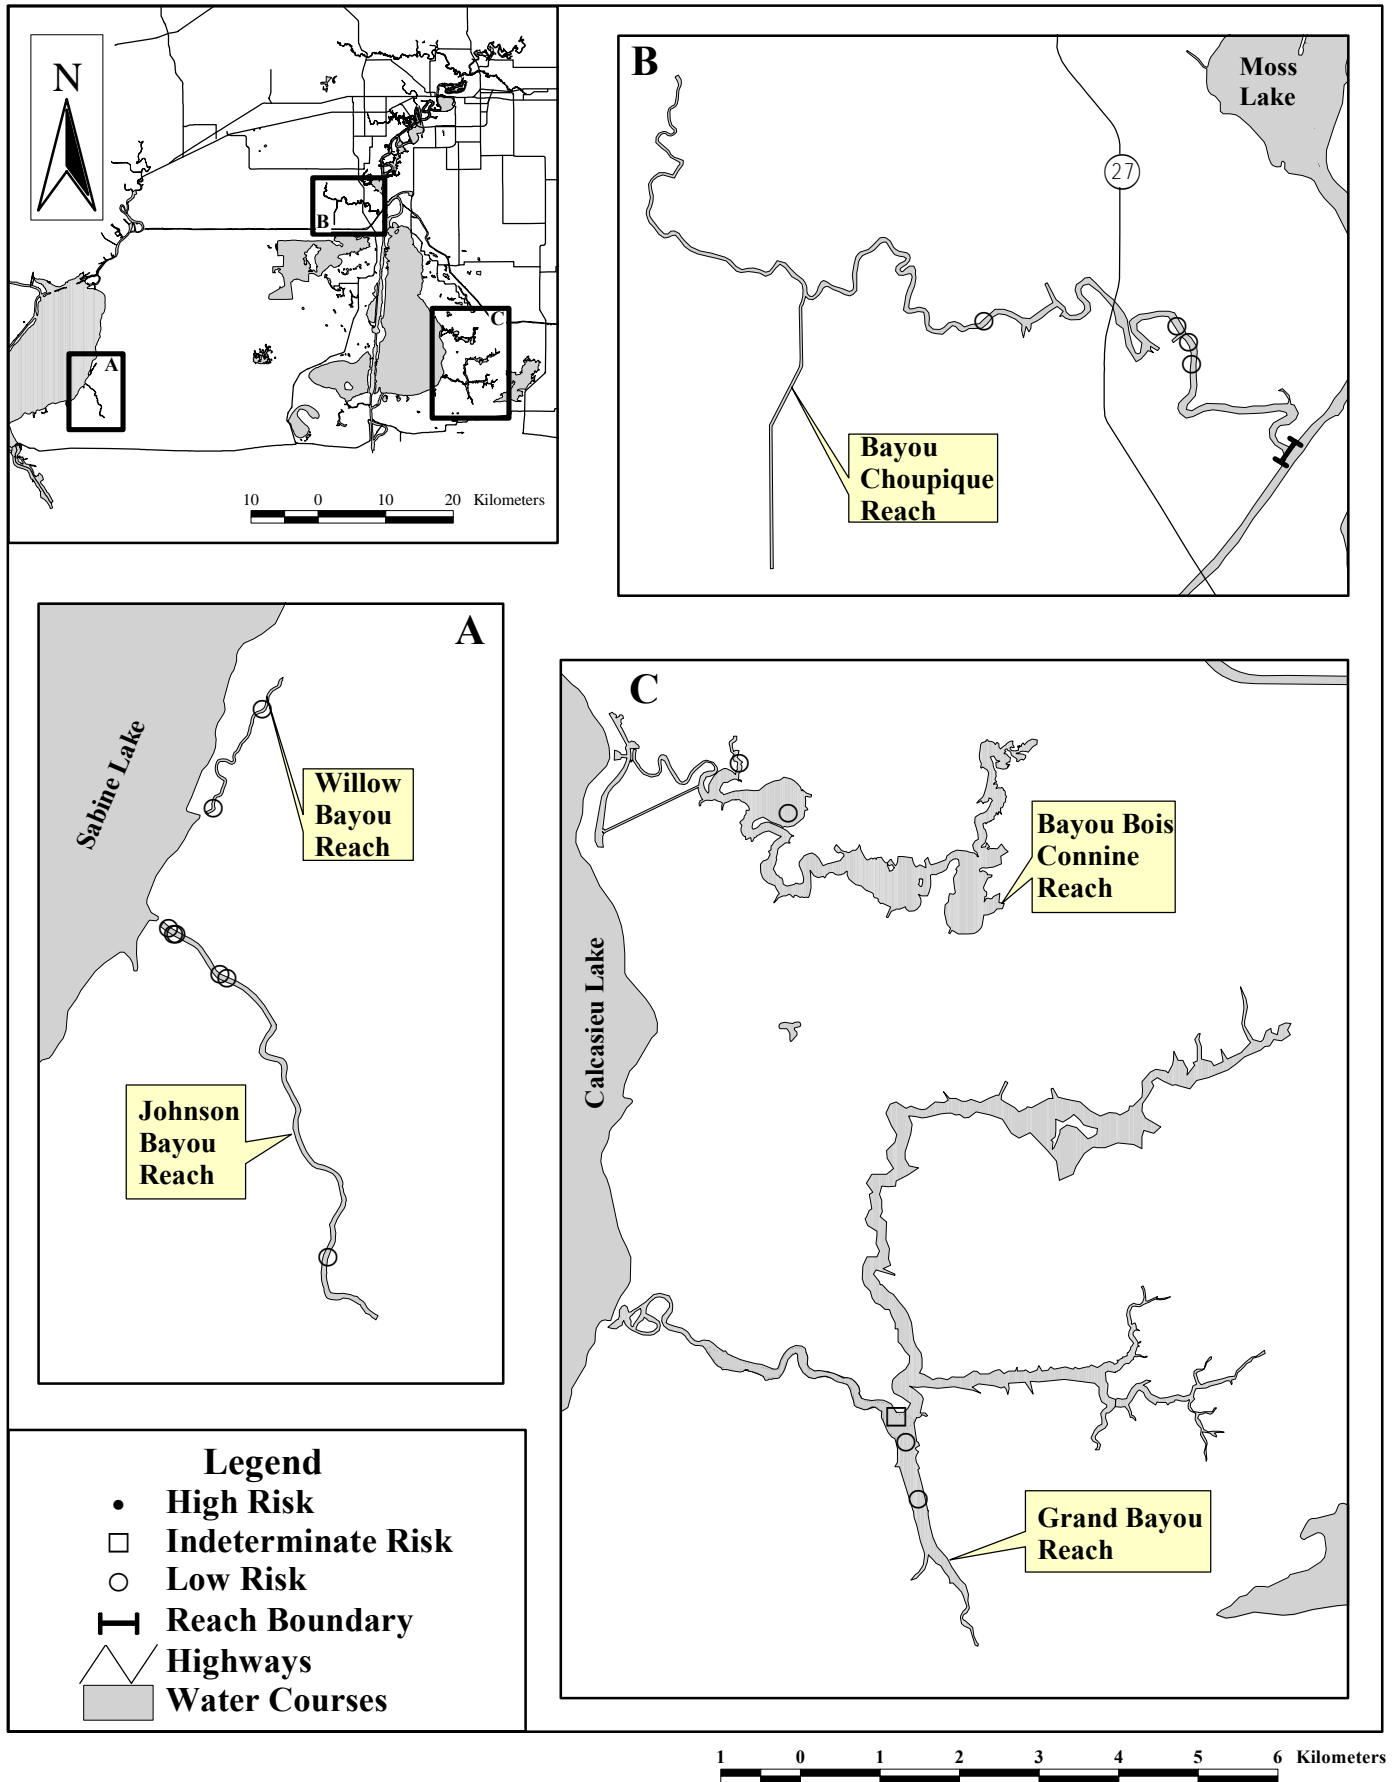 N
A
B
C
10 0 10 20 Kilometers
B
Moss
Lake
27
Bayou
Choupique
Reach
A
Sabine Lake
Willow
Bayou
Reach
Johnson
Bayou
Reach
C
Calcasieu Lake
Bayou Bois
Connine
Reach
Grand Bayou
Reach
Legend
High Risk
Indeterminate Risk
Low Risk
Reach Boundary
Highways
Water Courses
1 0 1 2 3 4 5 6 Kilometers